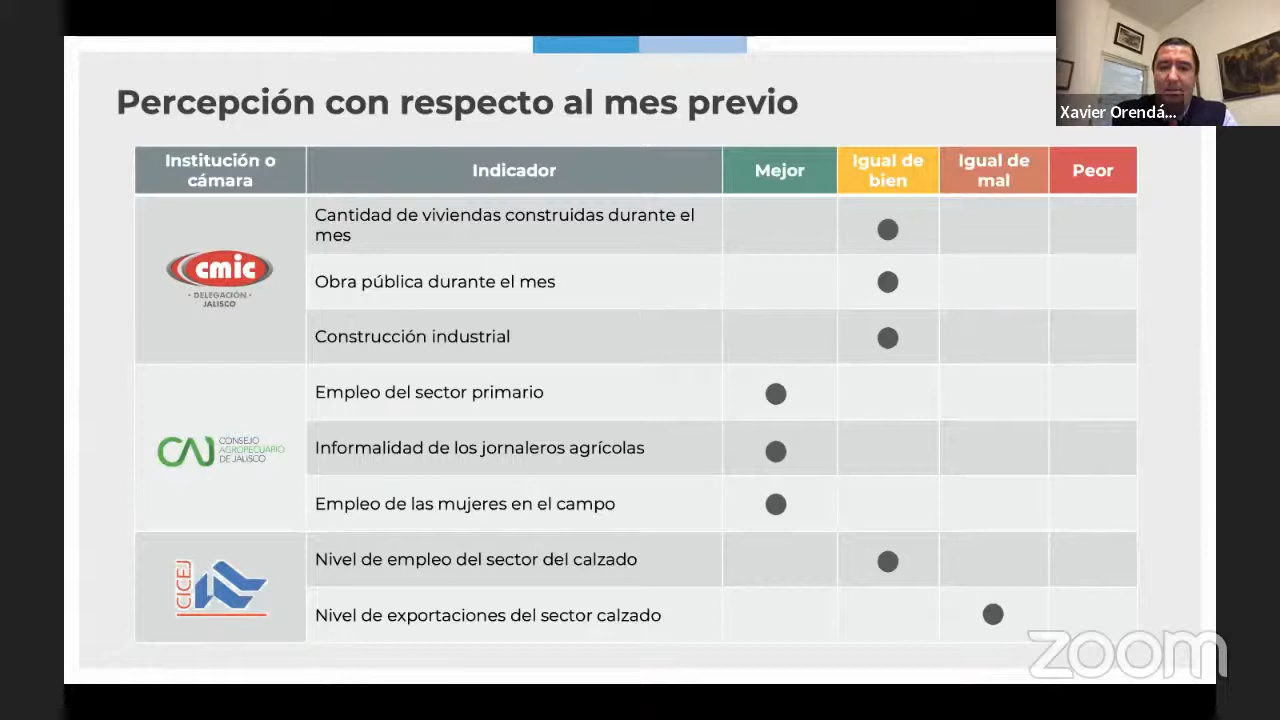 Percepción con respecto al mes previo
Xavier Orendá...
Institución o
cámara
Indicador
Mejor
Igual de
bien
Igual de
mal
Peor
cmic
- DELEGACIÓN -
JALISCO
Cantidad de viviendas construidas durante el
mes
Obra pública durante el mes
Construcción industrial
CAJ
CONSEJO
AGROPECUARIO
DE JALISCO
Empleo del sector primario
Informalidad de los jornaleros agrícolas
Empleo de las mujeres en el campo
CICEJ
Nivel de empleo del sector del calzado
Nivel de exportaciones del sector calzado
zoom